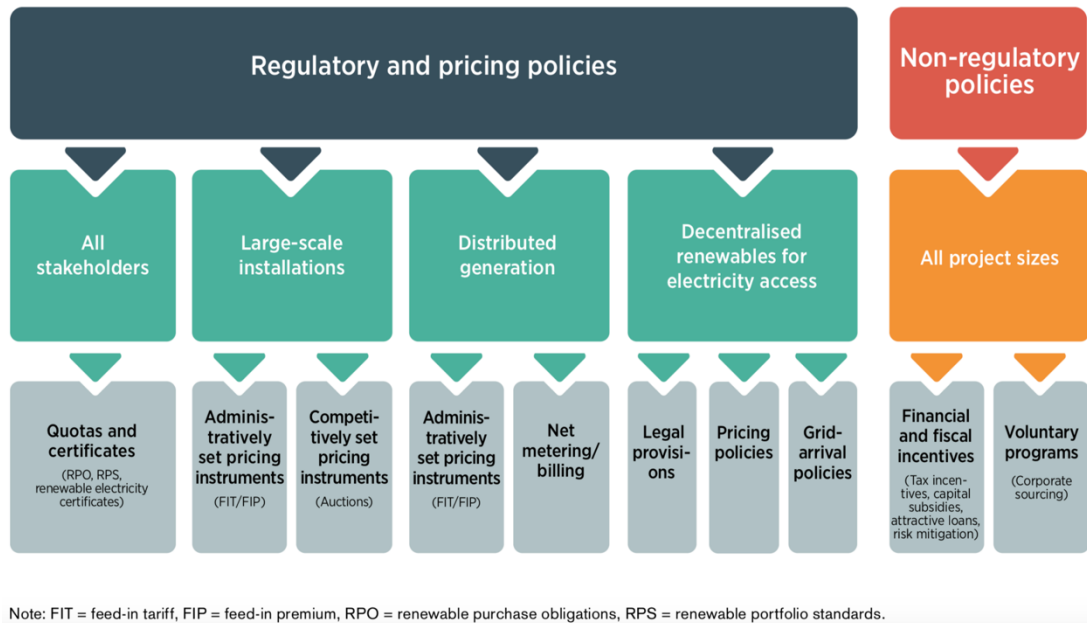 Regulatory and pricing policies
Non-regulatory
policies
All
stakeholders
Large-scale
installations
Distributed
generation
Decentralised
renewables for
electricity access
All project sizes
Quotas and
certificates
(RPO, RPS,
renewable electricity
certificates)
Adminis-
tratively
set pricing
instruments
(FIT/FIP)
Competi-
tively set
pricing
instruments
(Auctions)
Adminis-
tratively
set pricing
instruments
(FIT/FIP)
Net
metering/
billing
Legal
provisi-
ons
Pricing
policies
Grid-
arrival
policies
Financial
and fiscal
incentives
(Tax incen-
tives, capital
subsidies,
attractive loans,
risk mitigation)
Voluntary
programs
(Corporate
sourcing)
Note: FIT = feed-in tariff, FIP = feed-in premium, RPO = renewable purchase obligations, RPS = renewable portfolio standards.